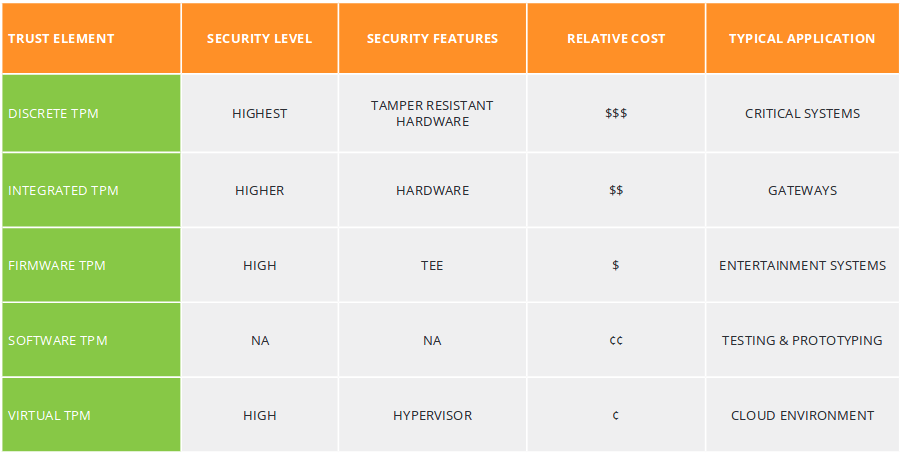 TRUST ELEMENT SECURITY LEVEL SECURITY FEATURES RELATIVE COST TYPICAL APPLICATION
DISCRETE TPM HIGHEST TAMPER RESISTANT HARDWARE $$$ CRITICAL SYSTEMS
INTEGRATED TPM HIGHER HARDWARE $$ GATEWAYS
FIRMWARE TPM HIGH TEE $ ENTERTAINMENT SYSTEMS
SOFTWARE TPM NA NA ¢¢ TESTING & PROTOTYPING
VIRTUAL TPM HIGH HYPERVISOR ¢ CLOUD ENVIRONMENT